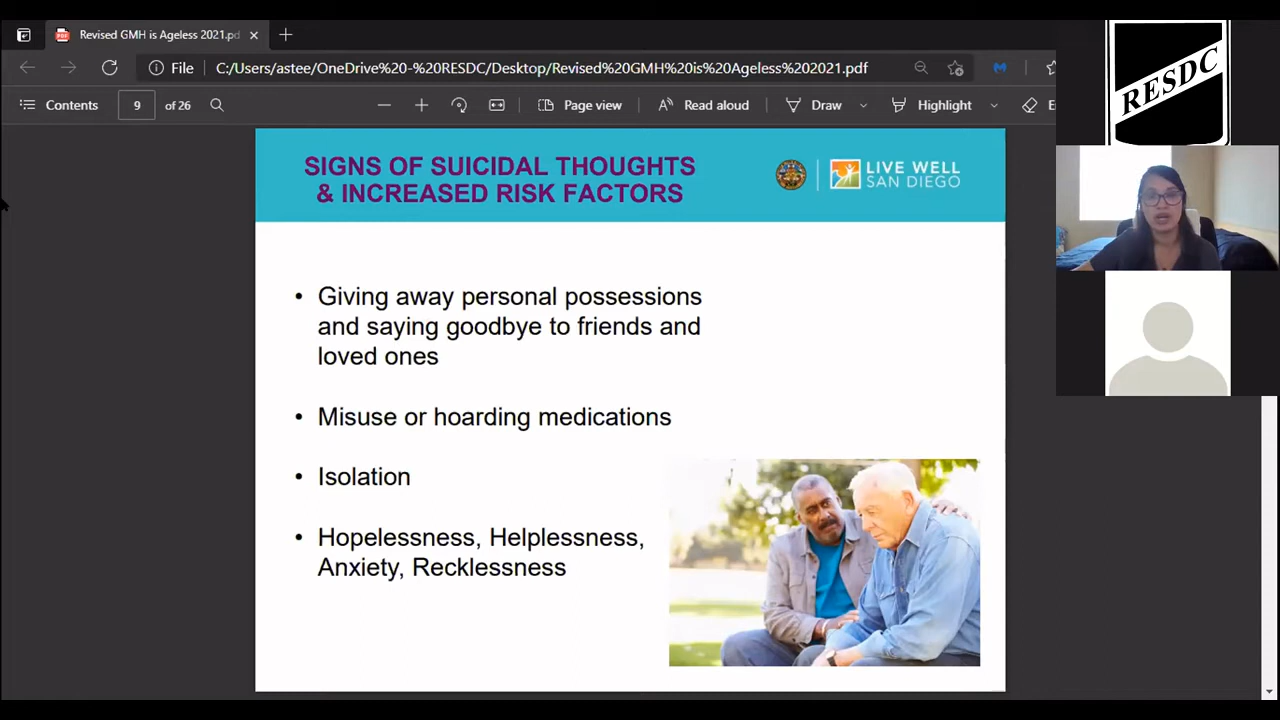 Revised GMH is Ageless 2021.pd
File
C:/Users/astee/OneDrive%20-%20RESDC/Desktop/Revised%20GMH%20is%20Ageless%202021.pdf
Contents
9
of 26
Page view
Read aloud
Draw
Highlight
E
RESDC
SIGNS OF SUICIDAL THOUGHTS
& INCREASED RISK FACTORS
LIVE WELL
SAN DIEGO
• Giving away personal possessions
and saying goodbye to friends and
loved ones
• Misuse or hoarding medications
• Isolation
• Hopelessness, Helplessness,
Anxiety, Recklessness